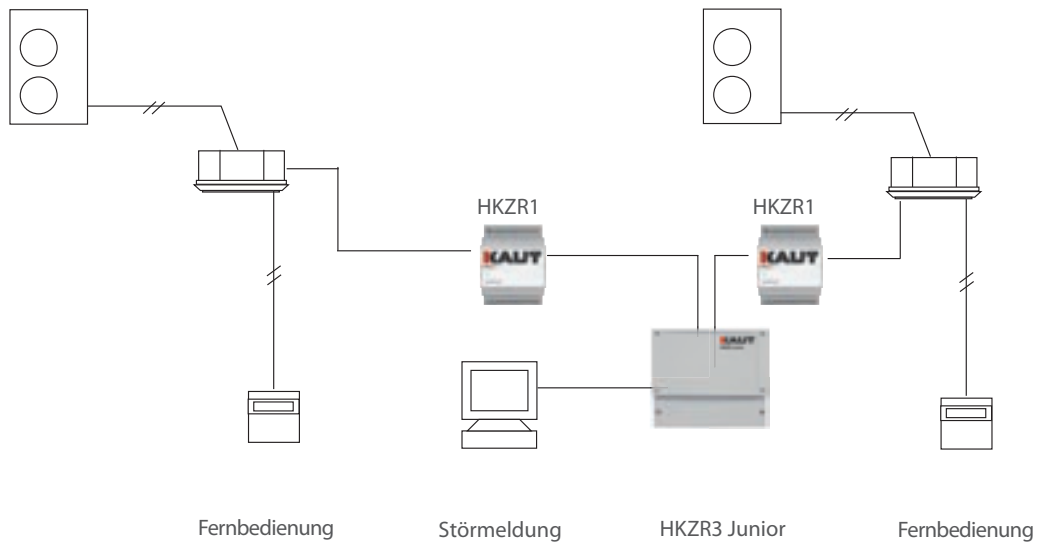 HKZR1
HKZR1
KAUT
KAUT
KAUT
Fernbedienung
Störmeldung
HKZR3 Junior
Fernbedienung